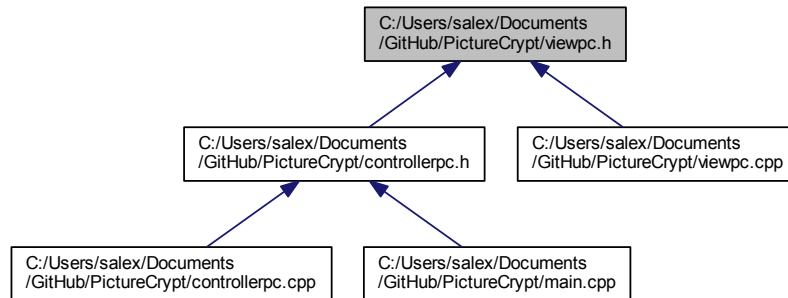 C:/Users/salex/Documents
/GitHub/PictureCrypt/viewpc.h
C:/Users/salex/Documents
/GitHub/PictureCrypt/controllerpc.h
C:/Users/salex/Documents
/GitHub/PictureCrypt/viewpc.cpp
C:/Users/salex/Documents
/GitHub/PictureCrypt/controllerpc.cpp
C:/Users/salex/Documents
/GitHub/PictureCrypt/main.cpp